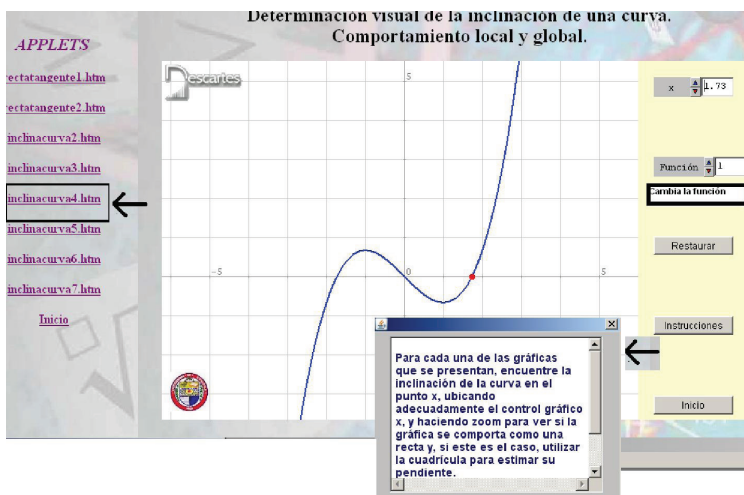 Determinación visual de la inclinación de una curva.
Comportamiento local y global.
APPLETS
rectatangente1.htm
rectatangente2.htm
inclinacurva2.htm
inclinacurva3.htm
inclinacurva4.htm
inclinacurva5.htm
inclinacurva6.htm
inclinacurva7.htm
Inicio
Descartes
5
-5
0
5
x 1.73
Función 1
Cambia la función
Restaurar
Instrucciones
Inicio
Para cada una de las gráficas
que se presentan, encuentre la
inclinación de la curva en el
punto x, ubicando
adecuadamente el control gráfico
x, y haciendo zoom para ver si la
gráfica se comporta como una
recta y, si este es el caso, utilizar
la cuadrícula para estimar su
pendiente.